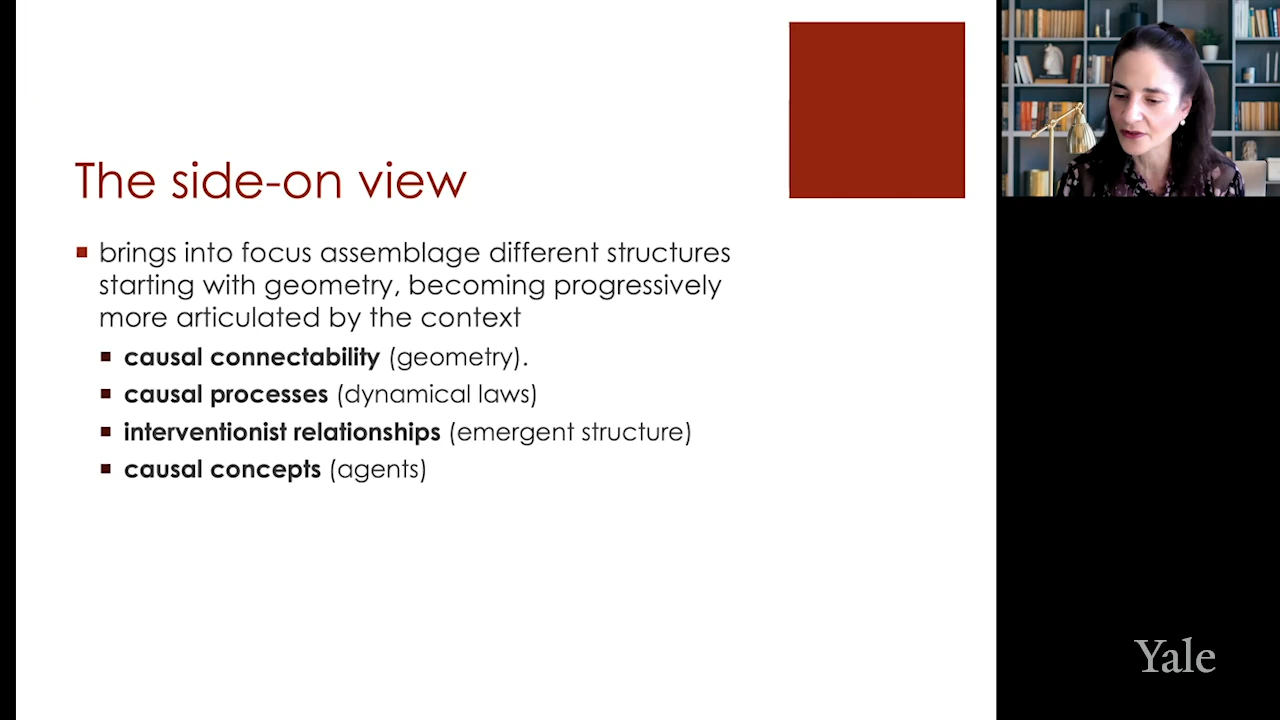 The side-on view
brings into focus assemblage different structures
starting with geometry, becoming progressively
more articulated by the context
causal connectability (geometry).
causal processes (dynamical laws)
interventionist relationships (emergent structure)
causal concepts (agents)
Yale